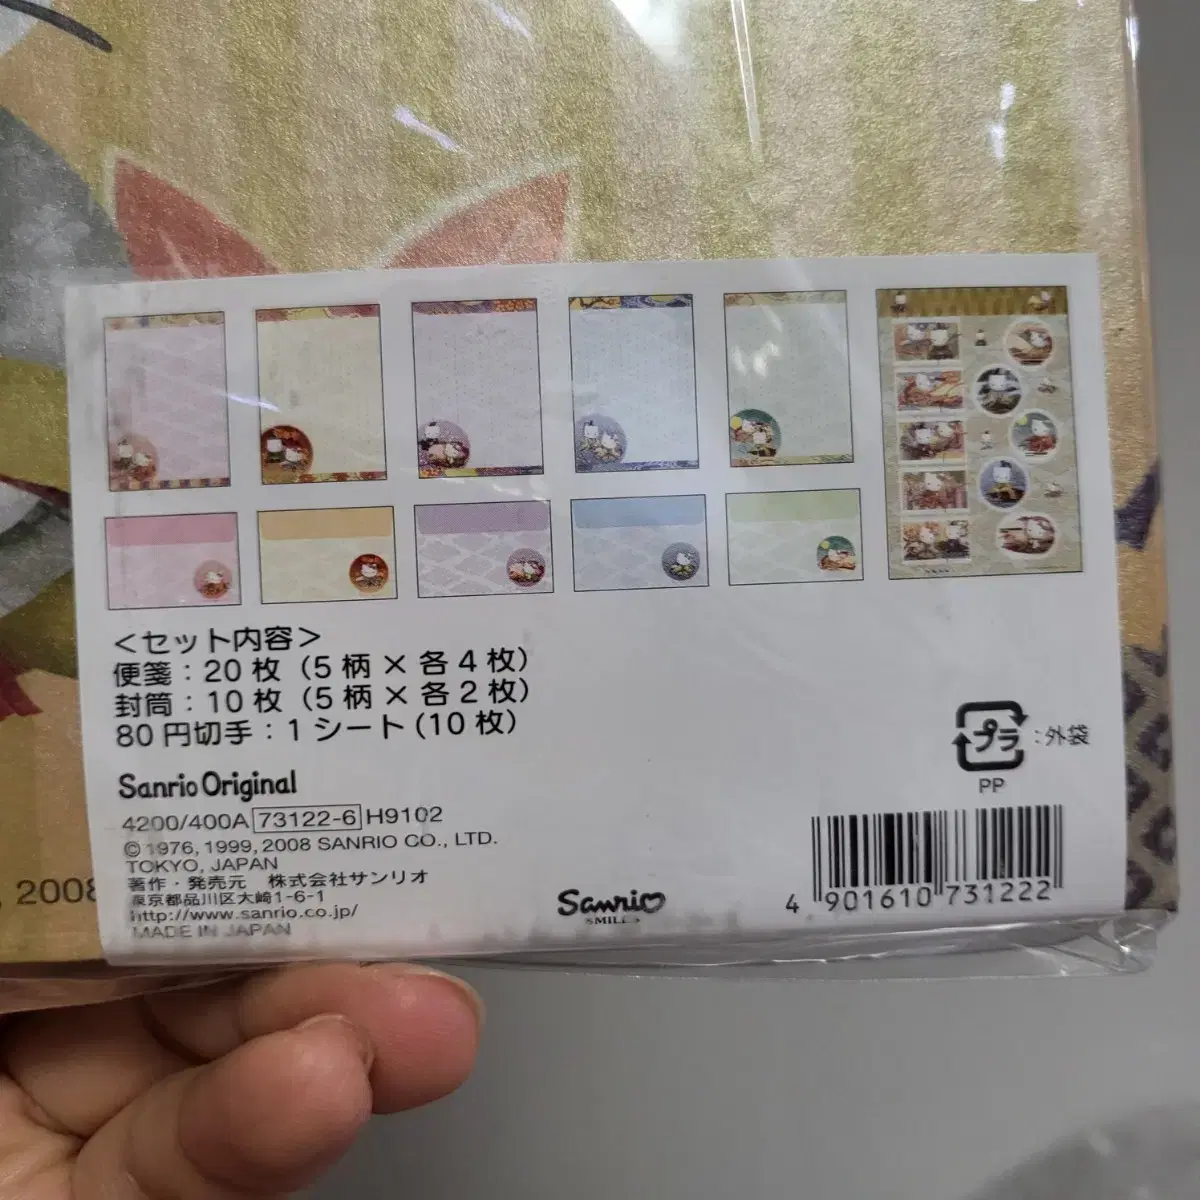 <セット内容>
便箋：20枚（5柄×各4枚）
封筒：10枚（5柄×各2枚）
80円切手：1シート(10枚)
Sanrio Original
4200/400A 73122-6 H9102
© 1976, 1999, 2008 SANRIO CO., LTD.
TOKYO, JAPAN
著作・発売元 株式会社サンリオ
東京都品川区大崎1-6-1
http://www.sanrio.co.jp/
MADE IN JAPAN
, 2008
Sanrio
SMILES
プラ：外袋
PP
4 901610 731222